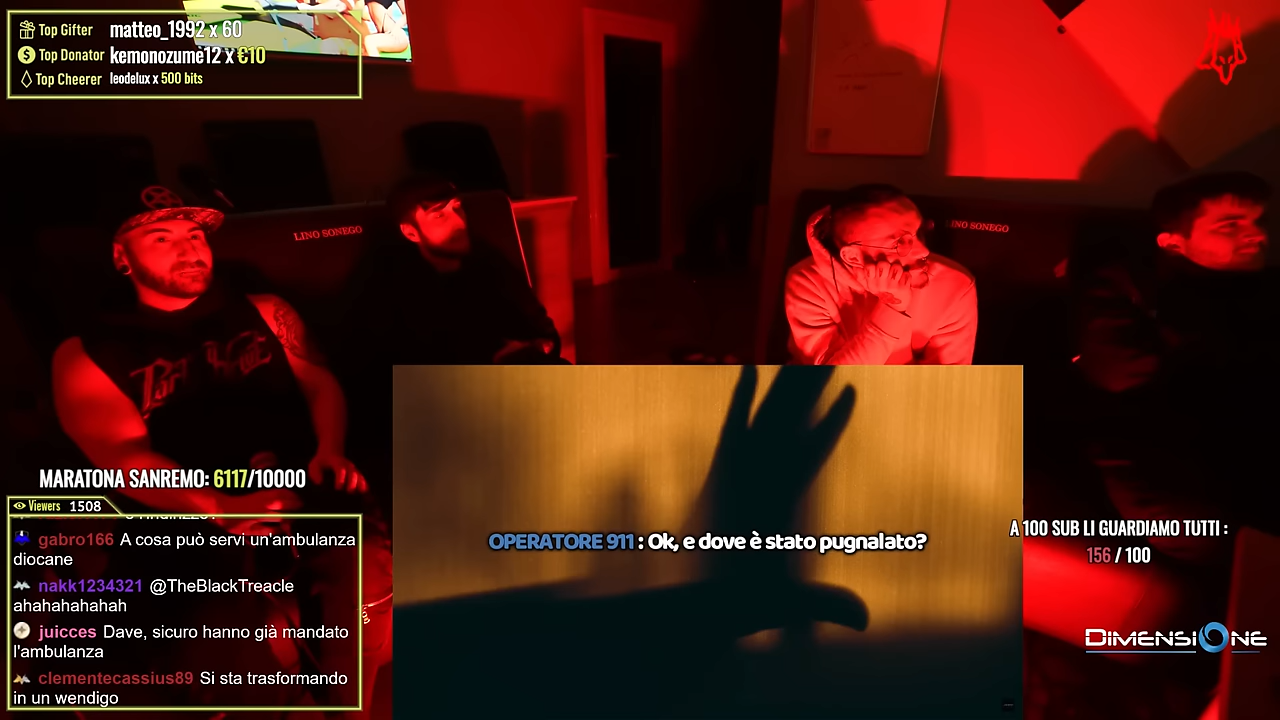 Top Gifter matteo_1992 x 60
Top Donator kemonozume12 x €10
Top Cheerer leodelux x 500 bits
LINO SONEGO
LINO SONEGO
MARATONA SANREMO: 6117/10000
Viewers 1508
gabro166 A cosa può servi un'ambulanza
diocane
nakk1234321 @TheBlackTreacle
ahahahahahah
juicces Dave, sicuro hanno già mandato
l'ambulanza
clementecassius89 Si sta trasformando
in un wendigo
OPERATORE 911 : Ok, e dove è stato pugnalato?
A 100 SUB LI GUARDIAMO TUTTI :
156 / 100
DIMENSIONE